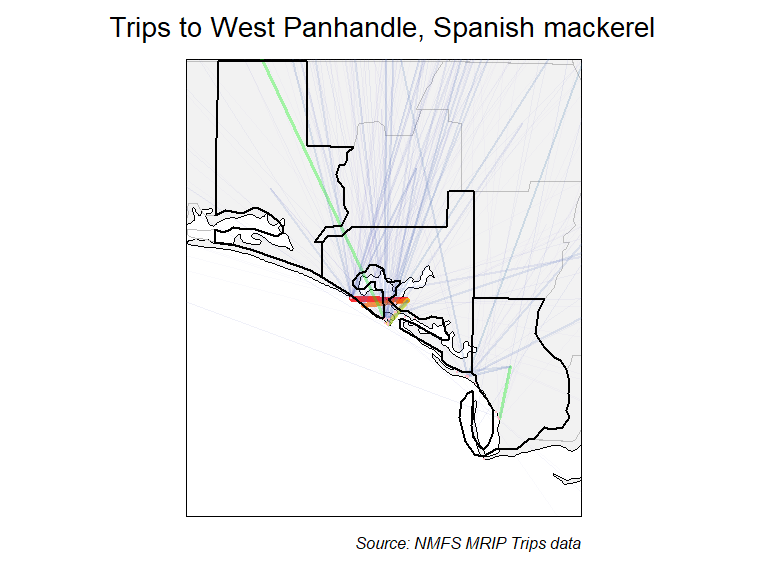 Trips to West Panhandle, Spanish mackerel
Source: NMFS MRIP Trips data